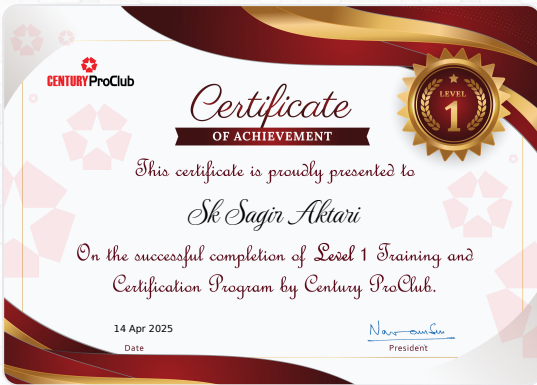 CENTURY ProClub
Certificate
OF ACHIEVEMENT
LEVEL
1
This certificate is proudly presented to
Sk Sagir Aktari
On the successful completion of Level 1 Training and
Certification Program by Century ProClub.
14 Apr 2025
Date
President